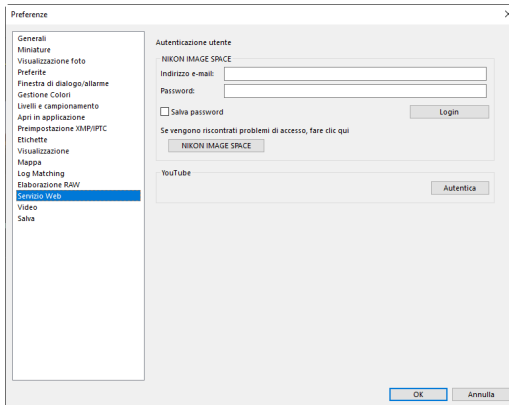 Preferenze
Generali
Miniature
Visualizzazione foto
Preferite
Finestra di dialogo/allarme
Gestione Colori
Livelli e campionamento
Apri in applicazione
Preimpostazione XMP/IPTC
Etichette
Visualizzazione
Mappa
Log Matching
Elaborazione RAW
Servizio Web
Video
Salva
Autenticazione utente
NIKON IMAGE SPACE
Indirizzo e-mail:
Password:
Salva password
Login
Se vengono riscontrati problemi di accesso, fare clic qui
NIKON IMAGE SPACE
YouTube
Autentica
OK
Annulla